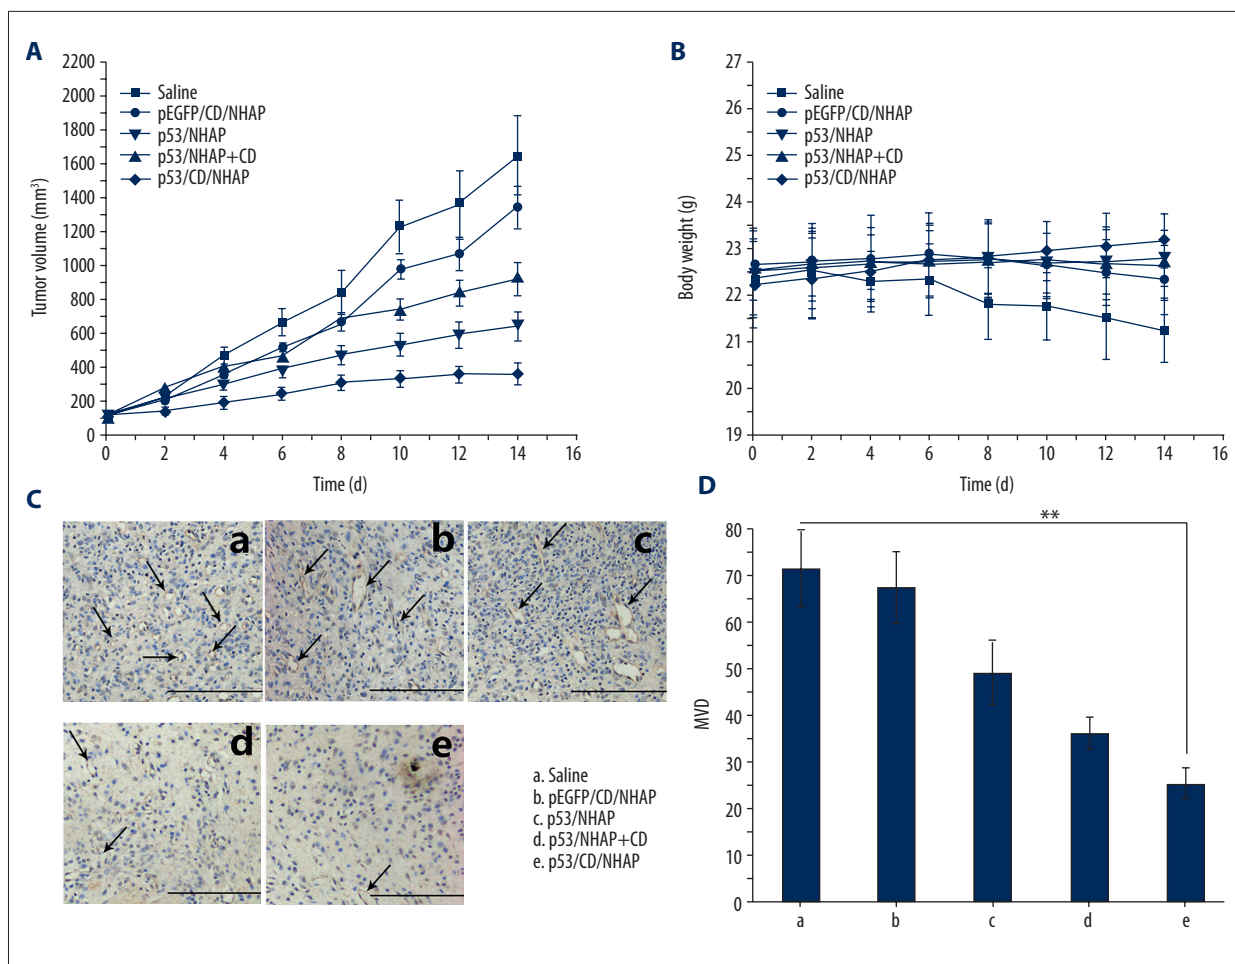 A
2200
2000
1800
1600
1400
1200
1000
800
600
400
200
0
Tumor volume (mm³)
Saline
pEGFP/CD/NHAP
p53/NHAP
p53/NHAP+CD
p53/CD/NHAP
0 2 4 6 8 10 12 14 16
Time (d)
B
27
26
25
24
23
22
21
20
19
Body weight (g)
Saline
pEGFP/CD/NHAP
p53/NHAP
p53/NHAP+CD
p53/CD/NHAP
0 2 4 6 8 10 12 14 16
Time (d)
C
a
b
c
d
e
a. Saline
b. pEGFP/CD/NHAP
c. p53/NHAP
d. p53/NHAP+CD
e. p53/CD/NHAP
D
80
70
60
50
40
30
20
10
0
MVD
**
a b c d e